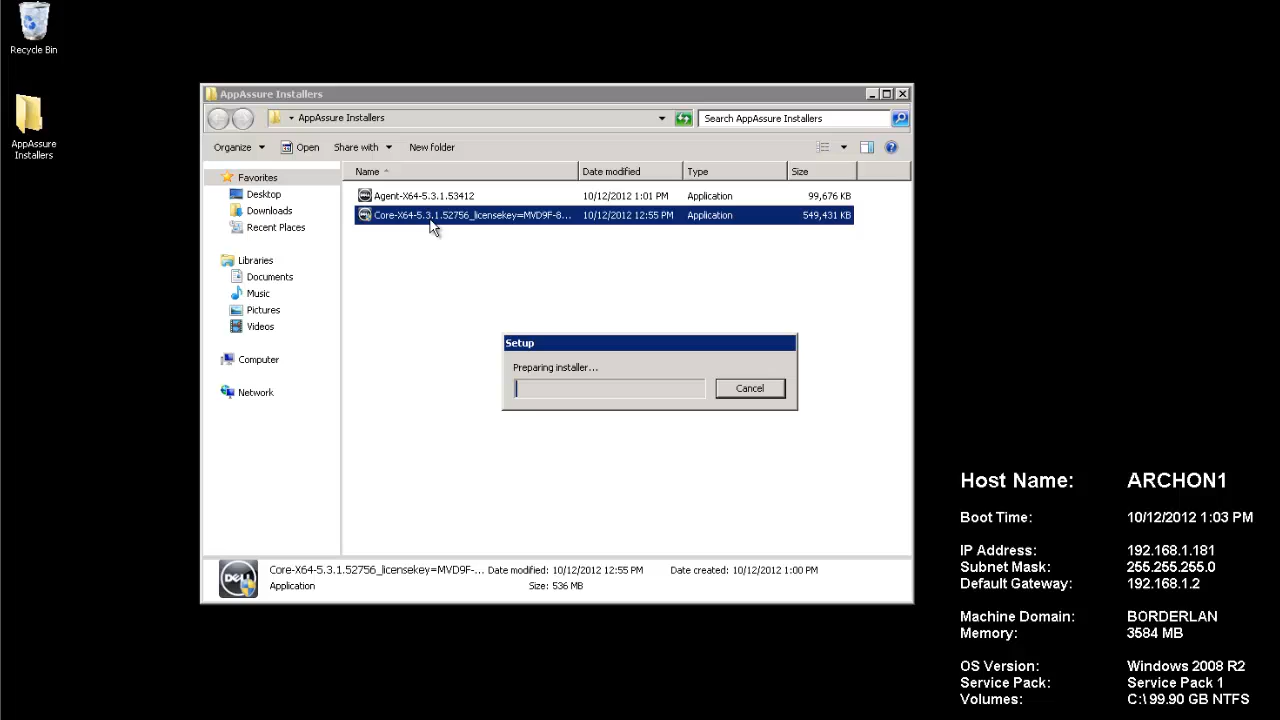 Recycle Bin
AppAssure
Installers
AppAssure Installers
AppAssure Installers
Search AppAssure Installers
Organize Open Share with New folder
Name Date modified Type Size
Favorites
Desktop
Downloads
Recent Places
Libraries
Documents
Music
Pictures
Videos
Computer
Network
Agent-X64-5.3.1.53412 10/12/2012 1:01 PM Application 99,676 KB
Core-X64-5.3.1.52756_licensekey=MVD9F-8... 10/12/2012 12:55 PM Application 549,431 KB
Setup
Preparing installer...
Cancel
DELL
Core-X64-5.3.1.52756_licensekey=MVD9F-... Date modified: 10/12/2012 12:55 PM Date created: 10/12/2012 1:00 PM
Application Size: 536 MB
Host Name: ARCHON1
Boot Time: 10/12/2012 1:03 PM
IP Address: 192.168.1.181
Subnet Mask: 255.255.255.0
Default Gateway: 192.168.1.2
Machine Domain: BORDERLAN
Memory: 3584 MB
OS Version: Windows 2008 R2
Service Pack: Service Pack 1
Volumes: C:\ 99.90 GB NTFS